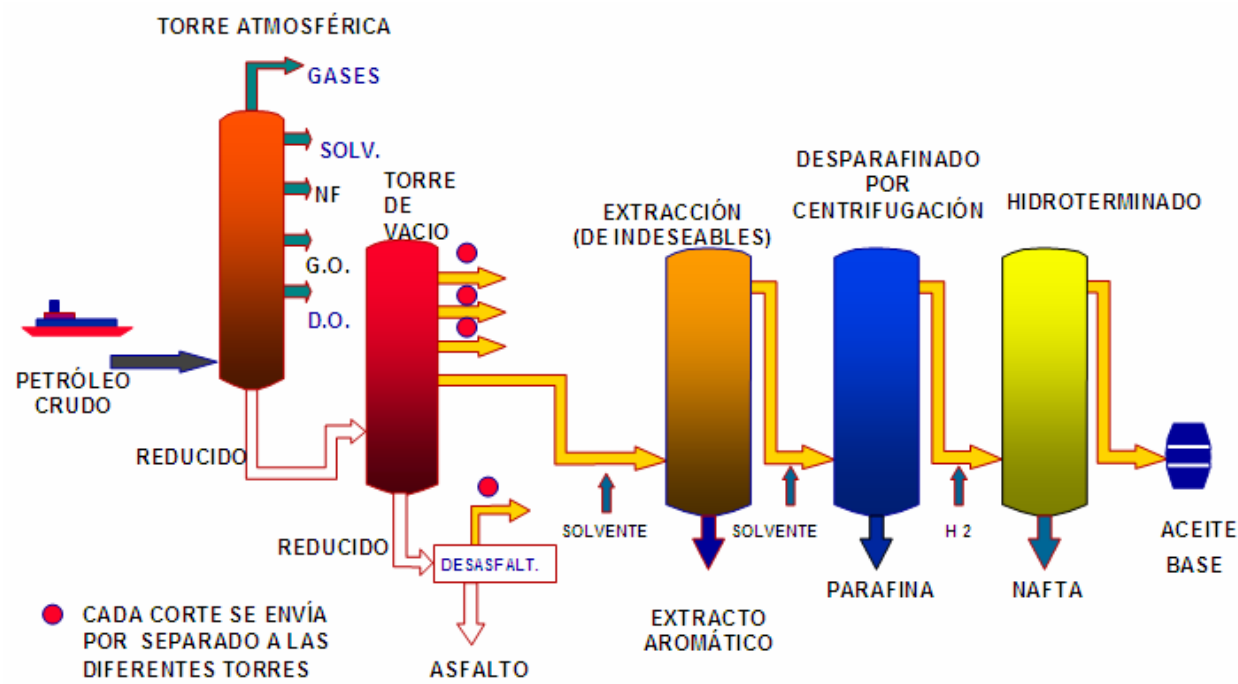 TORRE ATMOSFÉRICA
GASES
SOLV.
NF
G.O.
D.O.
PETRÓLEO
CRUDO
REDUCIDO
TORRE
DE
VACIO
REDUCIDO
DESASFALT.
ASFALTO
SOLVENTE
EXTRACCIÓN
(DE INDESEABLES)
EXTRACTO
AROMÁTICO
SOLVENTE
DESPARAFINADO
POR
CENTRIFUGACIÓN
PARAFINA
H 2
HIDROTERMINADO
NAFTA
ACEITE
BASE
CADA CORTE SE ENVÍA
POR SEPARADO A LAS
DIFERENTES TORRES